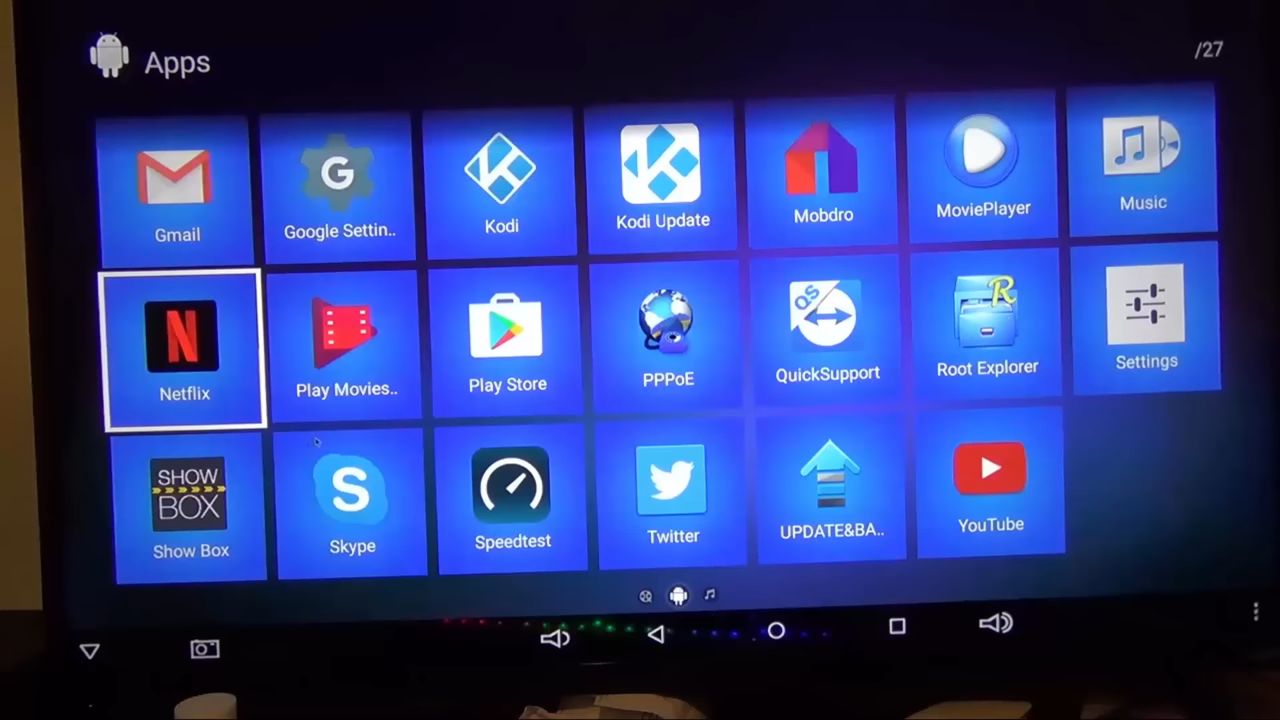 Apps
/27
Gmail
Google Settin..
Kodi
Kodi Update
Mobdro
MoviePlayer
Music
Netflix
Play Movies..
Play Store
PPPoE
QuickSupport
Root Explorer
Settings
Show Box
Skype
Speedtest
Twitter
UPDATE&BA..
YouTube
G
N
QS
R
SHOW
BOX
S